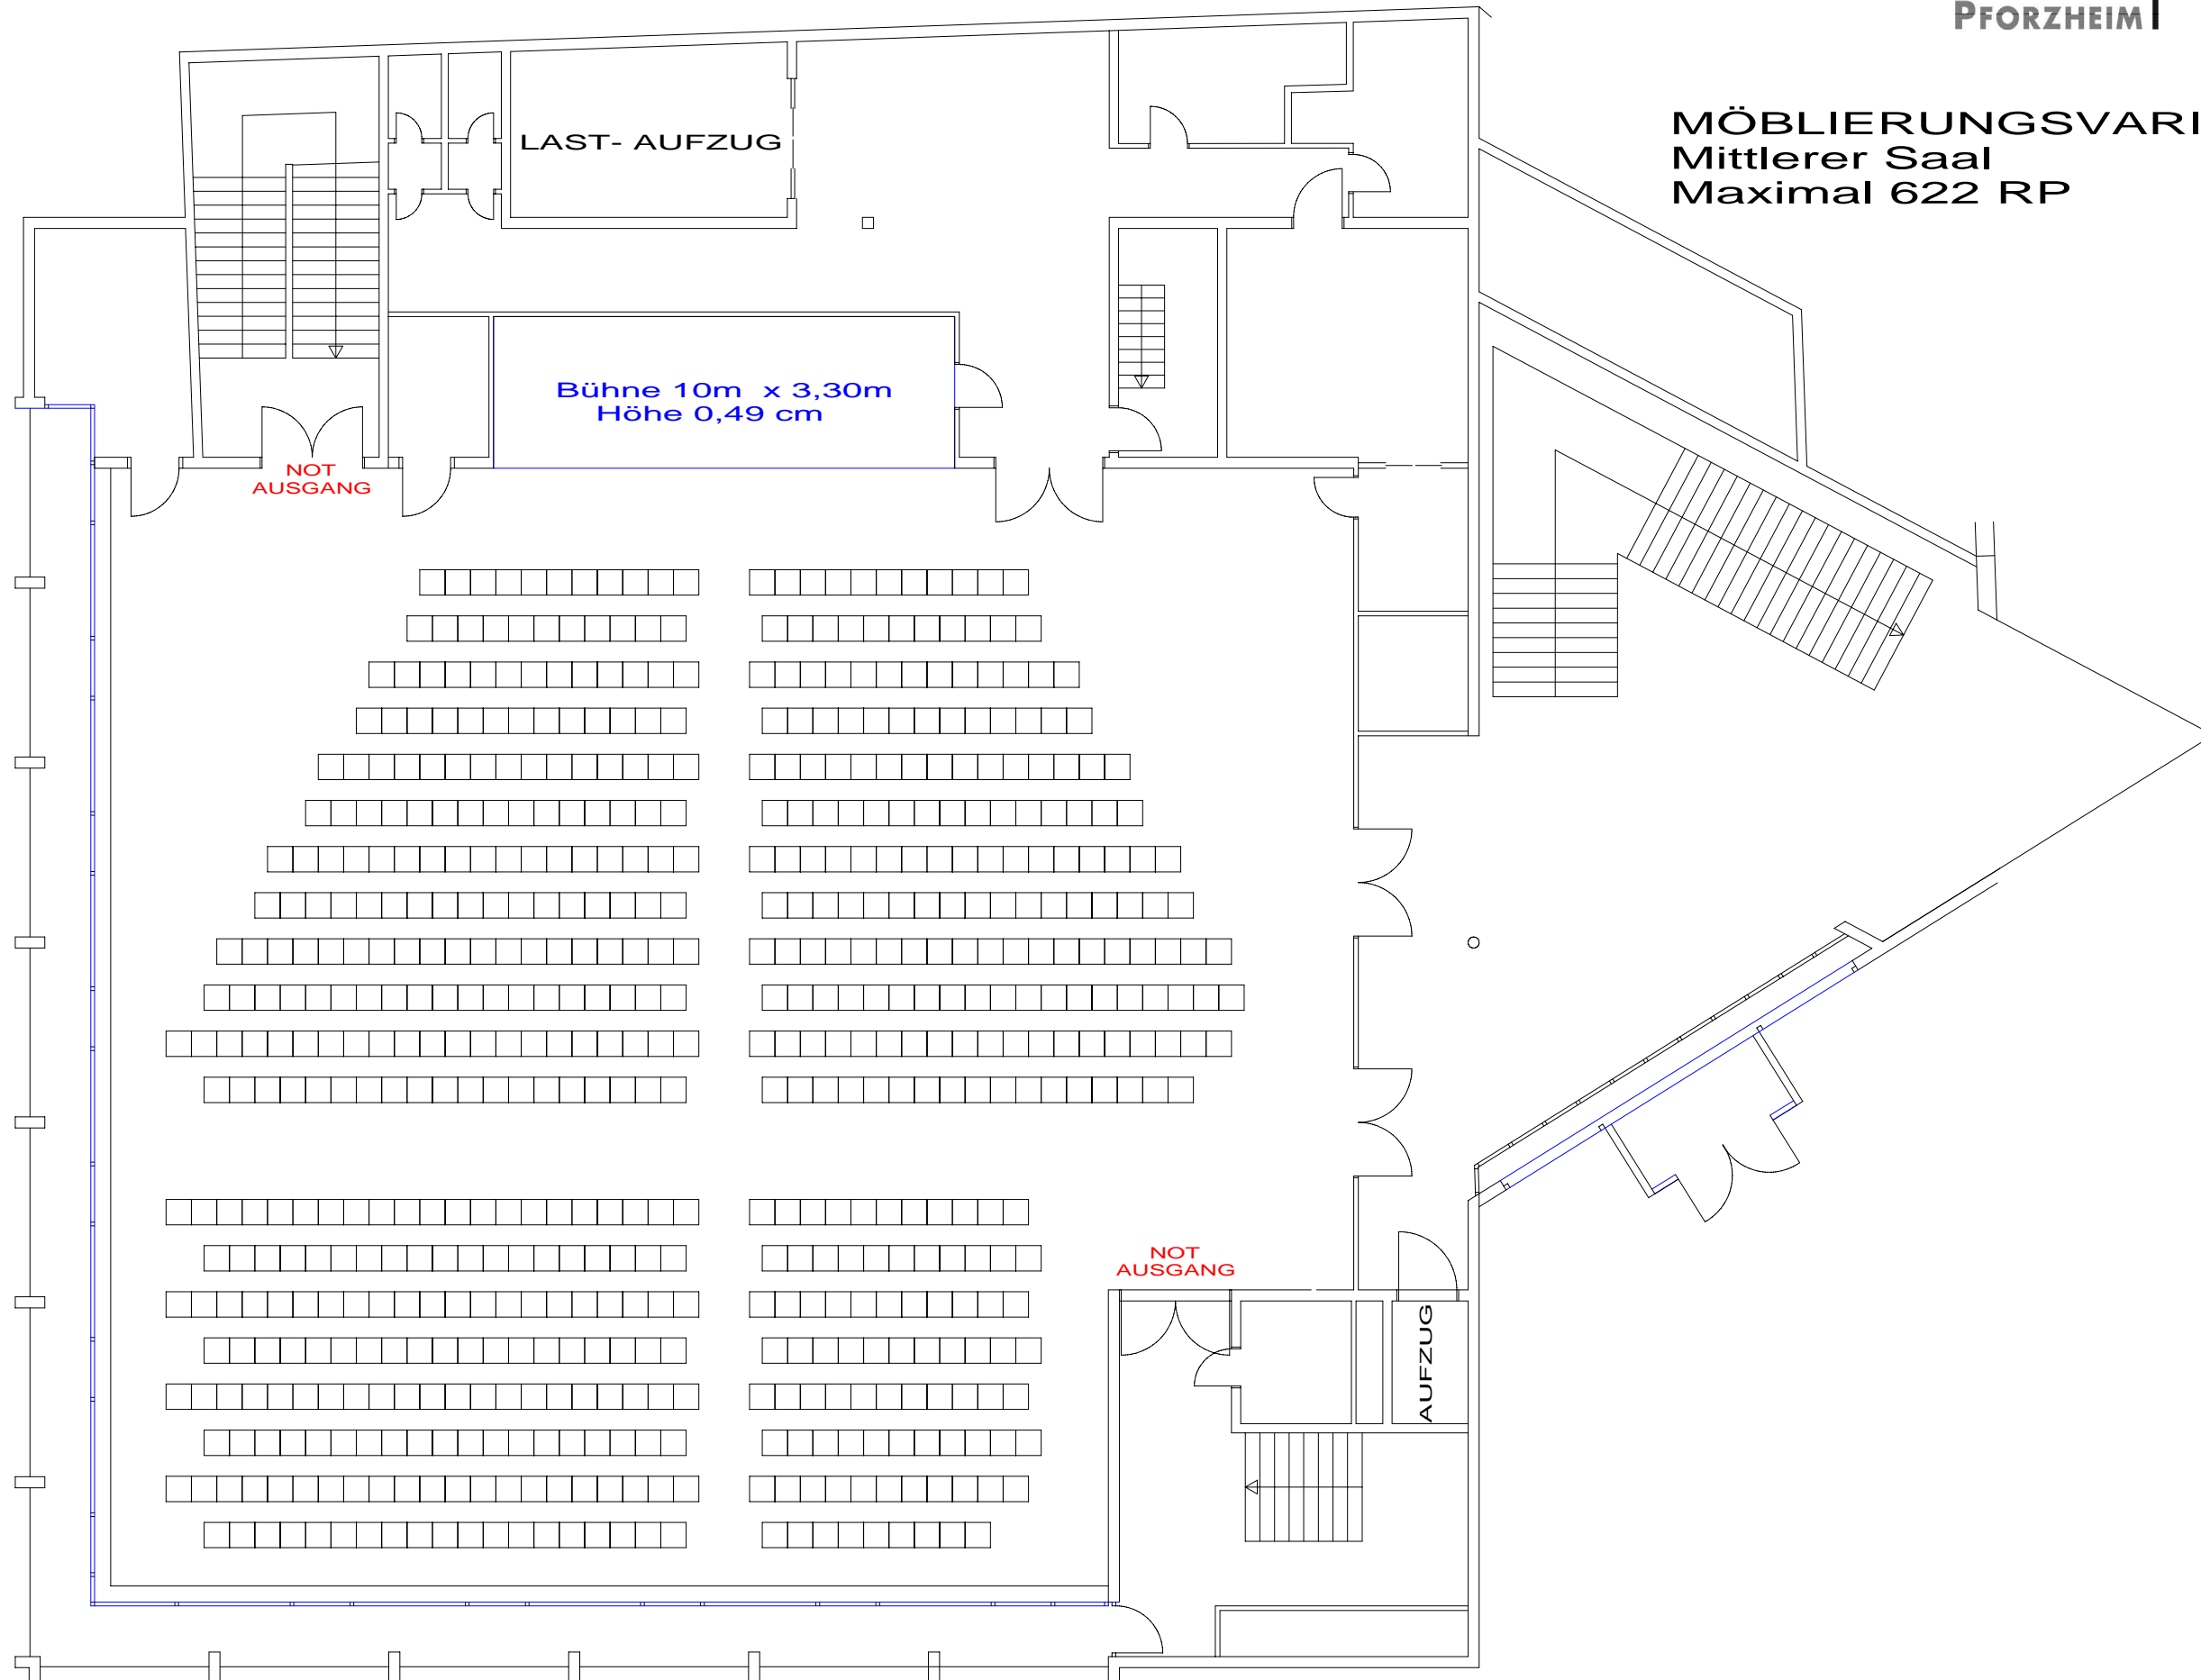 PFORZHEIM
MÖBLIERUNGSVARI
Mittlerer Saal
Maximal 622 RP
LAST- AUFZUG
Bühne 10m x 3,30m
Höhe 0,49 cm
NOT
AUSGANG
NOT
AUSGANG
AUFZUG